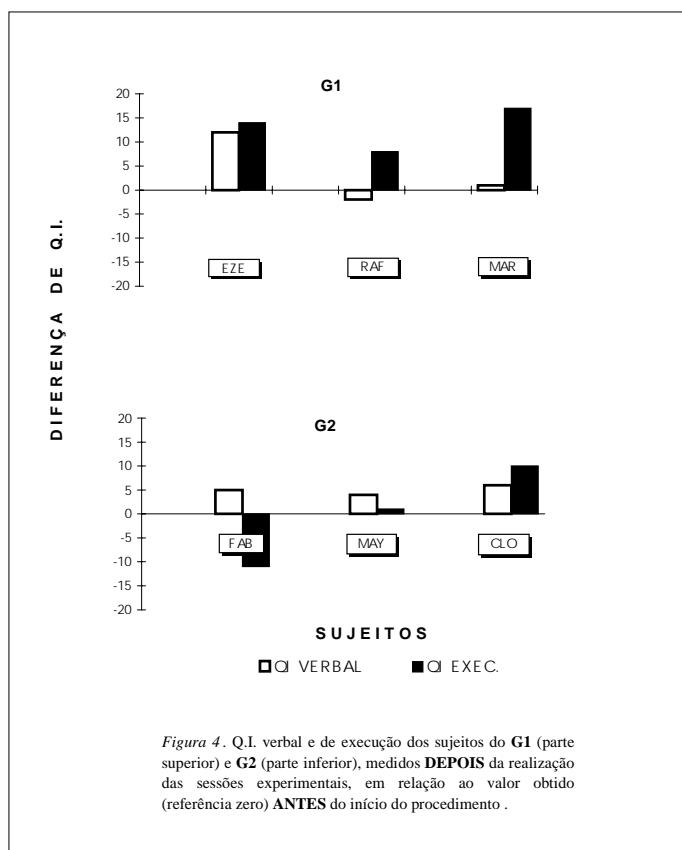 G1
20
15
10
5
0
-5
-10
-15
-20
EZE RAF MAR
DIFERENÇA DE Q.I.
G2
20
15
10
5
0
-5
-10
-15
-20
FAB MAY CLO
SUJEITOS
QI VERBAL QI EXEC.
Figura 4. Q.I. verbal e de execução dos sujeitos do G1 (parte
superior) e G2 (parte inferior), medidos DEPOIS da realização
das sessões experimentais, em relação ao valor obtido
(referência zero) ANTES do início do procedimento .